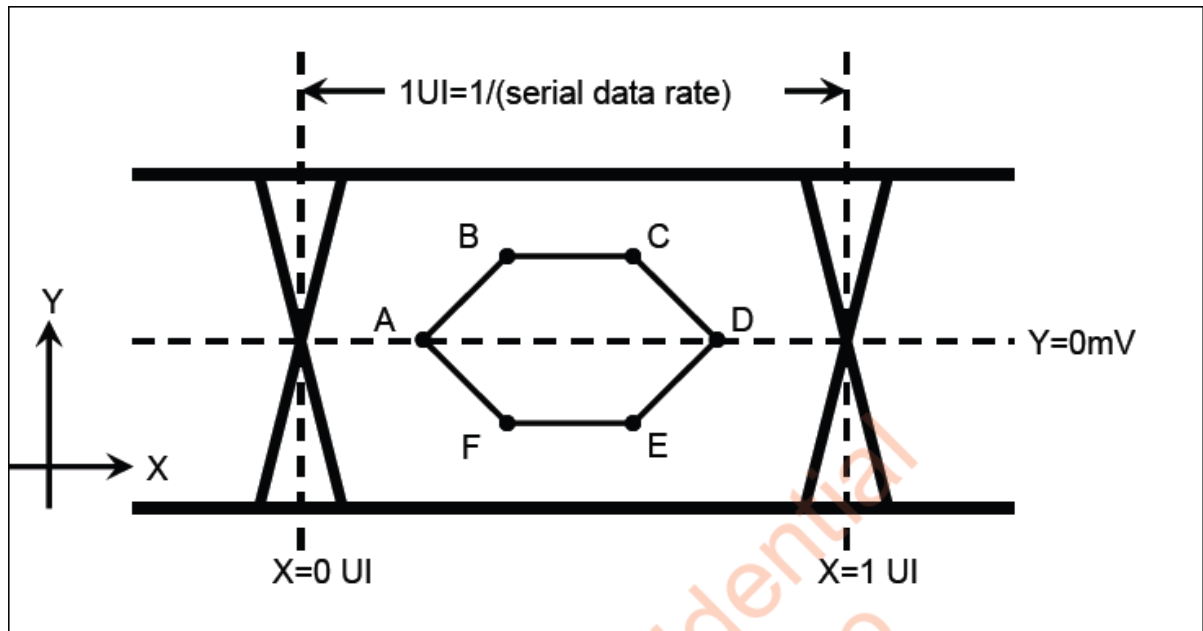 1UI=1/(serial data rate)
B
C
Y
A
D
Y=0mV
F
E
X
X=0 UI
X=1 UI